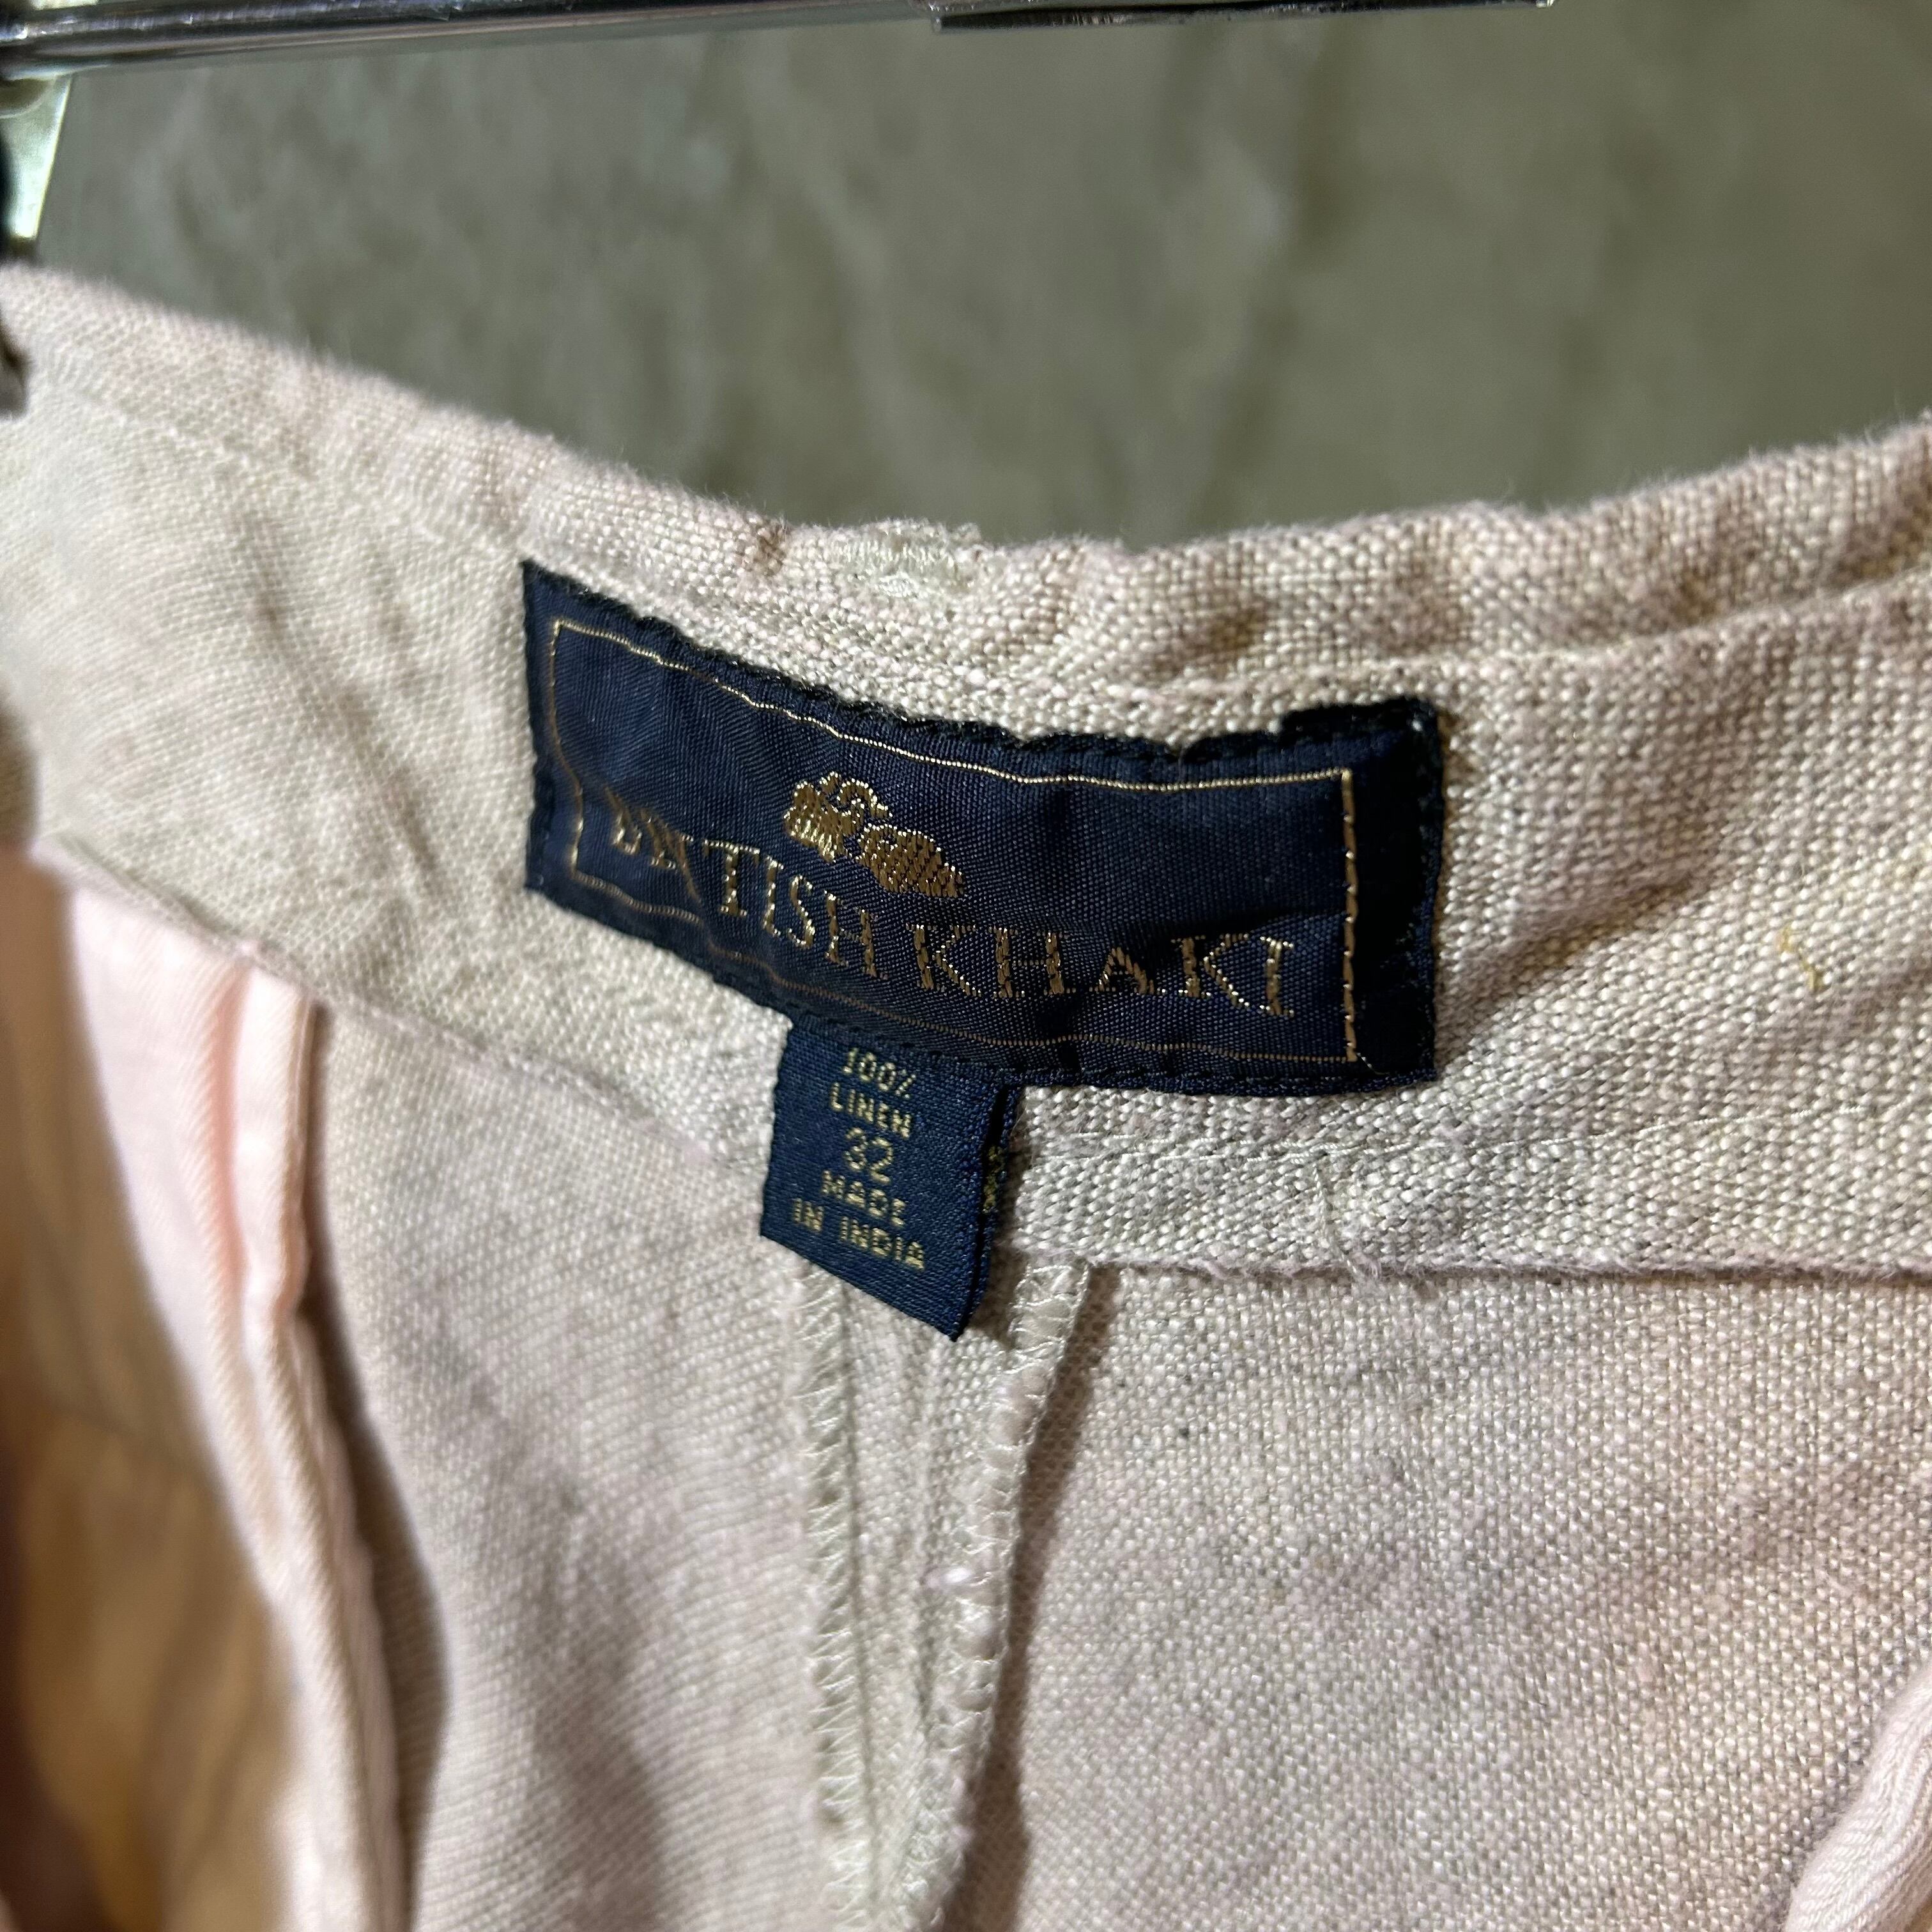 BRITISH KHAKI
100%
LINEN
32
MADE
IN INDIA